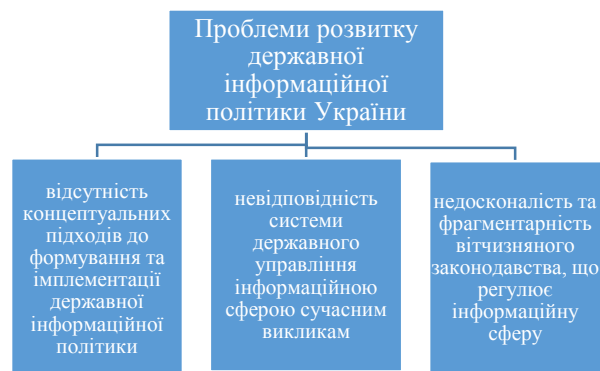 Проблеми розвитку
державної
інформаційної
політики України
відсутність
концептуальних
підходів до
формування та
імплементації
державної
інформаційної
політики
невідповідність
системи
державного
управління
інформаційною
сферою сучасним
викликам
недосконалість та
фрагментарність
вітчизняного
законодавства, що
регулює
інформаційну
сферу